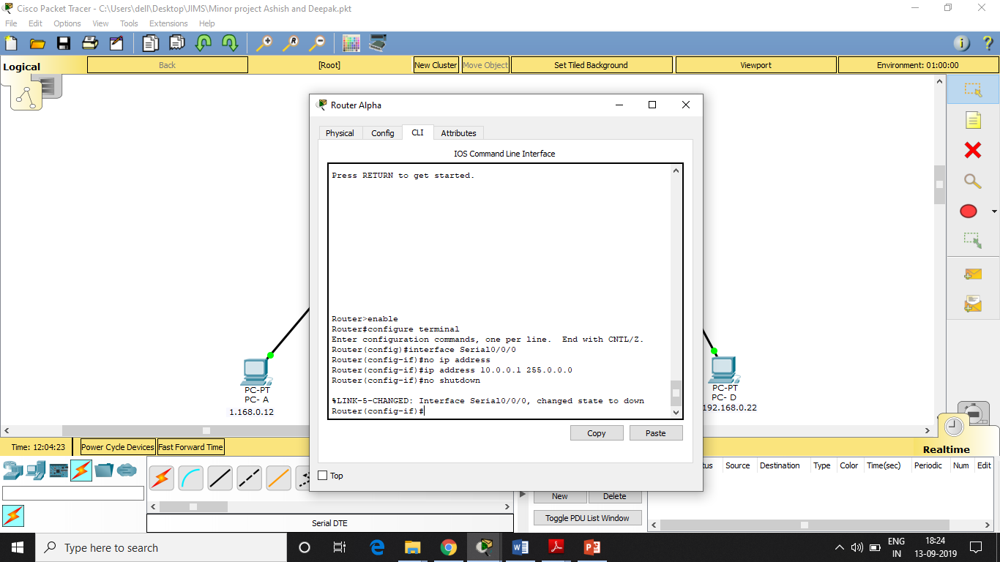 Cisco Packet Tracer - C:\Users\dell\Desktop\JIMS\Minor project Ashish and Deepak.pkt
File Edit Options View Tools Extensions Help
Logical Back [Root] New Cluster Move Object Set Tiled Background Viewport Environment: 01:00:00
Router Alpha
Physical Config CLI Attributes
IOS Command Line Interface
Press RETURN to get started.
Router>enable
Router#configure terminal
Enter configuration commands, one per line.  End with CNTL/Z.
Router(config)#interface Serial0/0/0
Router(config-if)#no ip address
Router(config-if)#ip address 10.0.0.1 255.0.0.0
Router(config-if)#no shutdown
%LINK-5-CHANGED: Interface Serial0/0/0, changed state to down
Router(config-if)#
Copy Paste
Top
PC-PT
PC- A
1.168.0.12
PC-PT
PC- D
192.168.0.22
Time: 12:04:23 Power Cycle Devices Fast Forward Time
Realtime
tus Source Destination Type Color Time(sec) Periodic Num Edit
New Delete
Toggle PDU List Window
Serial DTE
Type here to search
ENG
IN
18:24
13-09-2019